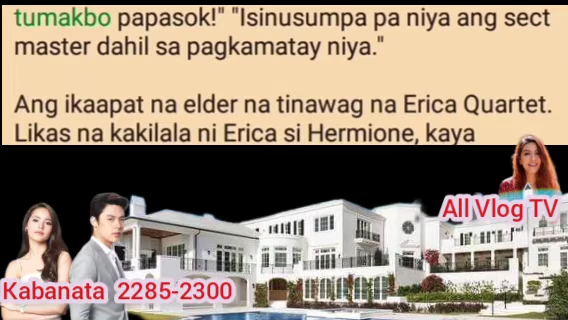 tumakbo papasok!" "Isinusumpa pa niya ang sect
master dahil sa pagkamatay niya."
Ang ikaapat na elder na tinawag na Erica Quartet.
Likas na kakilala ni Erica si Hermione, kaya
All Vlog TV
Kabanata 2285-2300